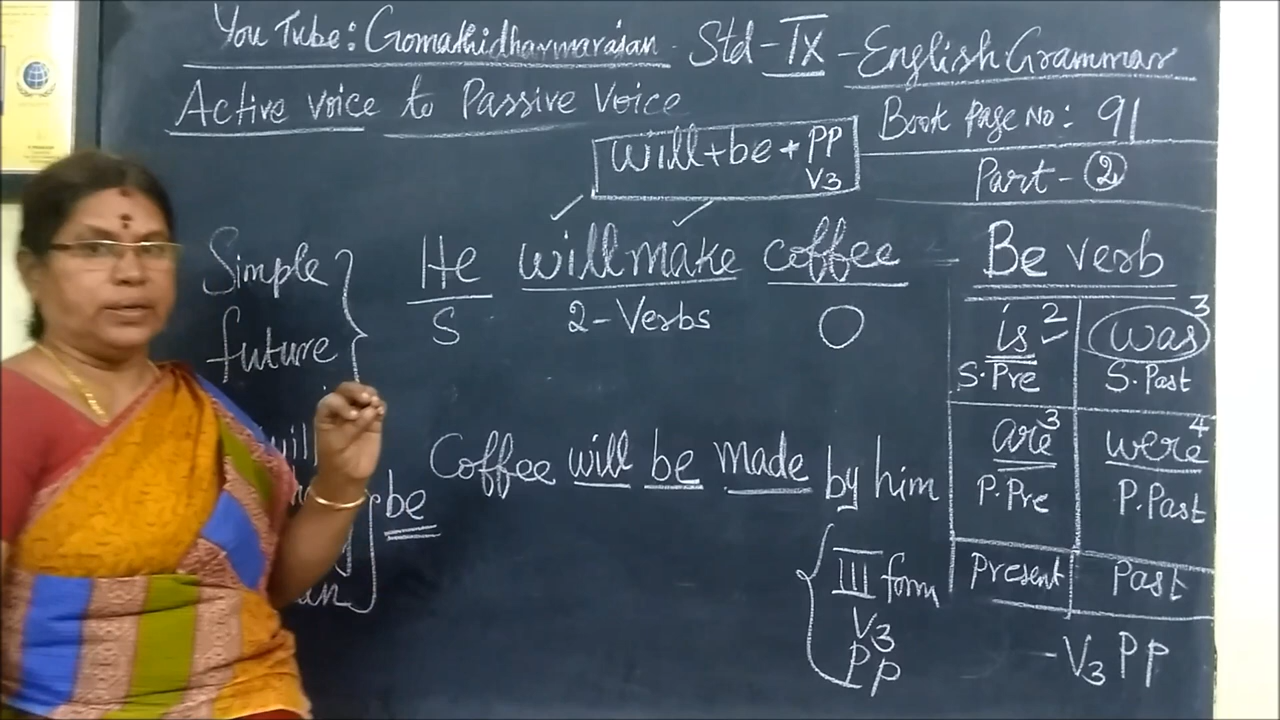 You Tube: Gomathidharmarajan Std - IX - English Grammar
Active voice to Passive Voice
Book Page No: 91
will + be + PP
V3
Part - 2
Simple
future
He will make coffee
S 2-Verbs O
Coffee will be made by him
be
III form
V3
PP
Be verb
is 2 was 3
S.Pre S.Past
are 3 were 4
P.Pre P.Past
Present Past
- V3 PP